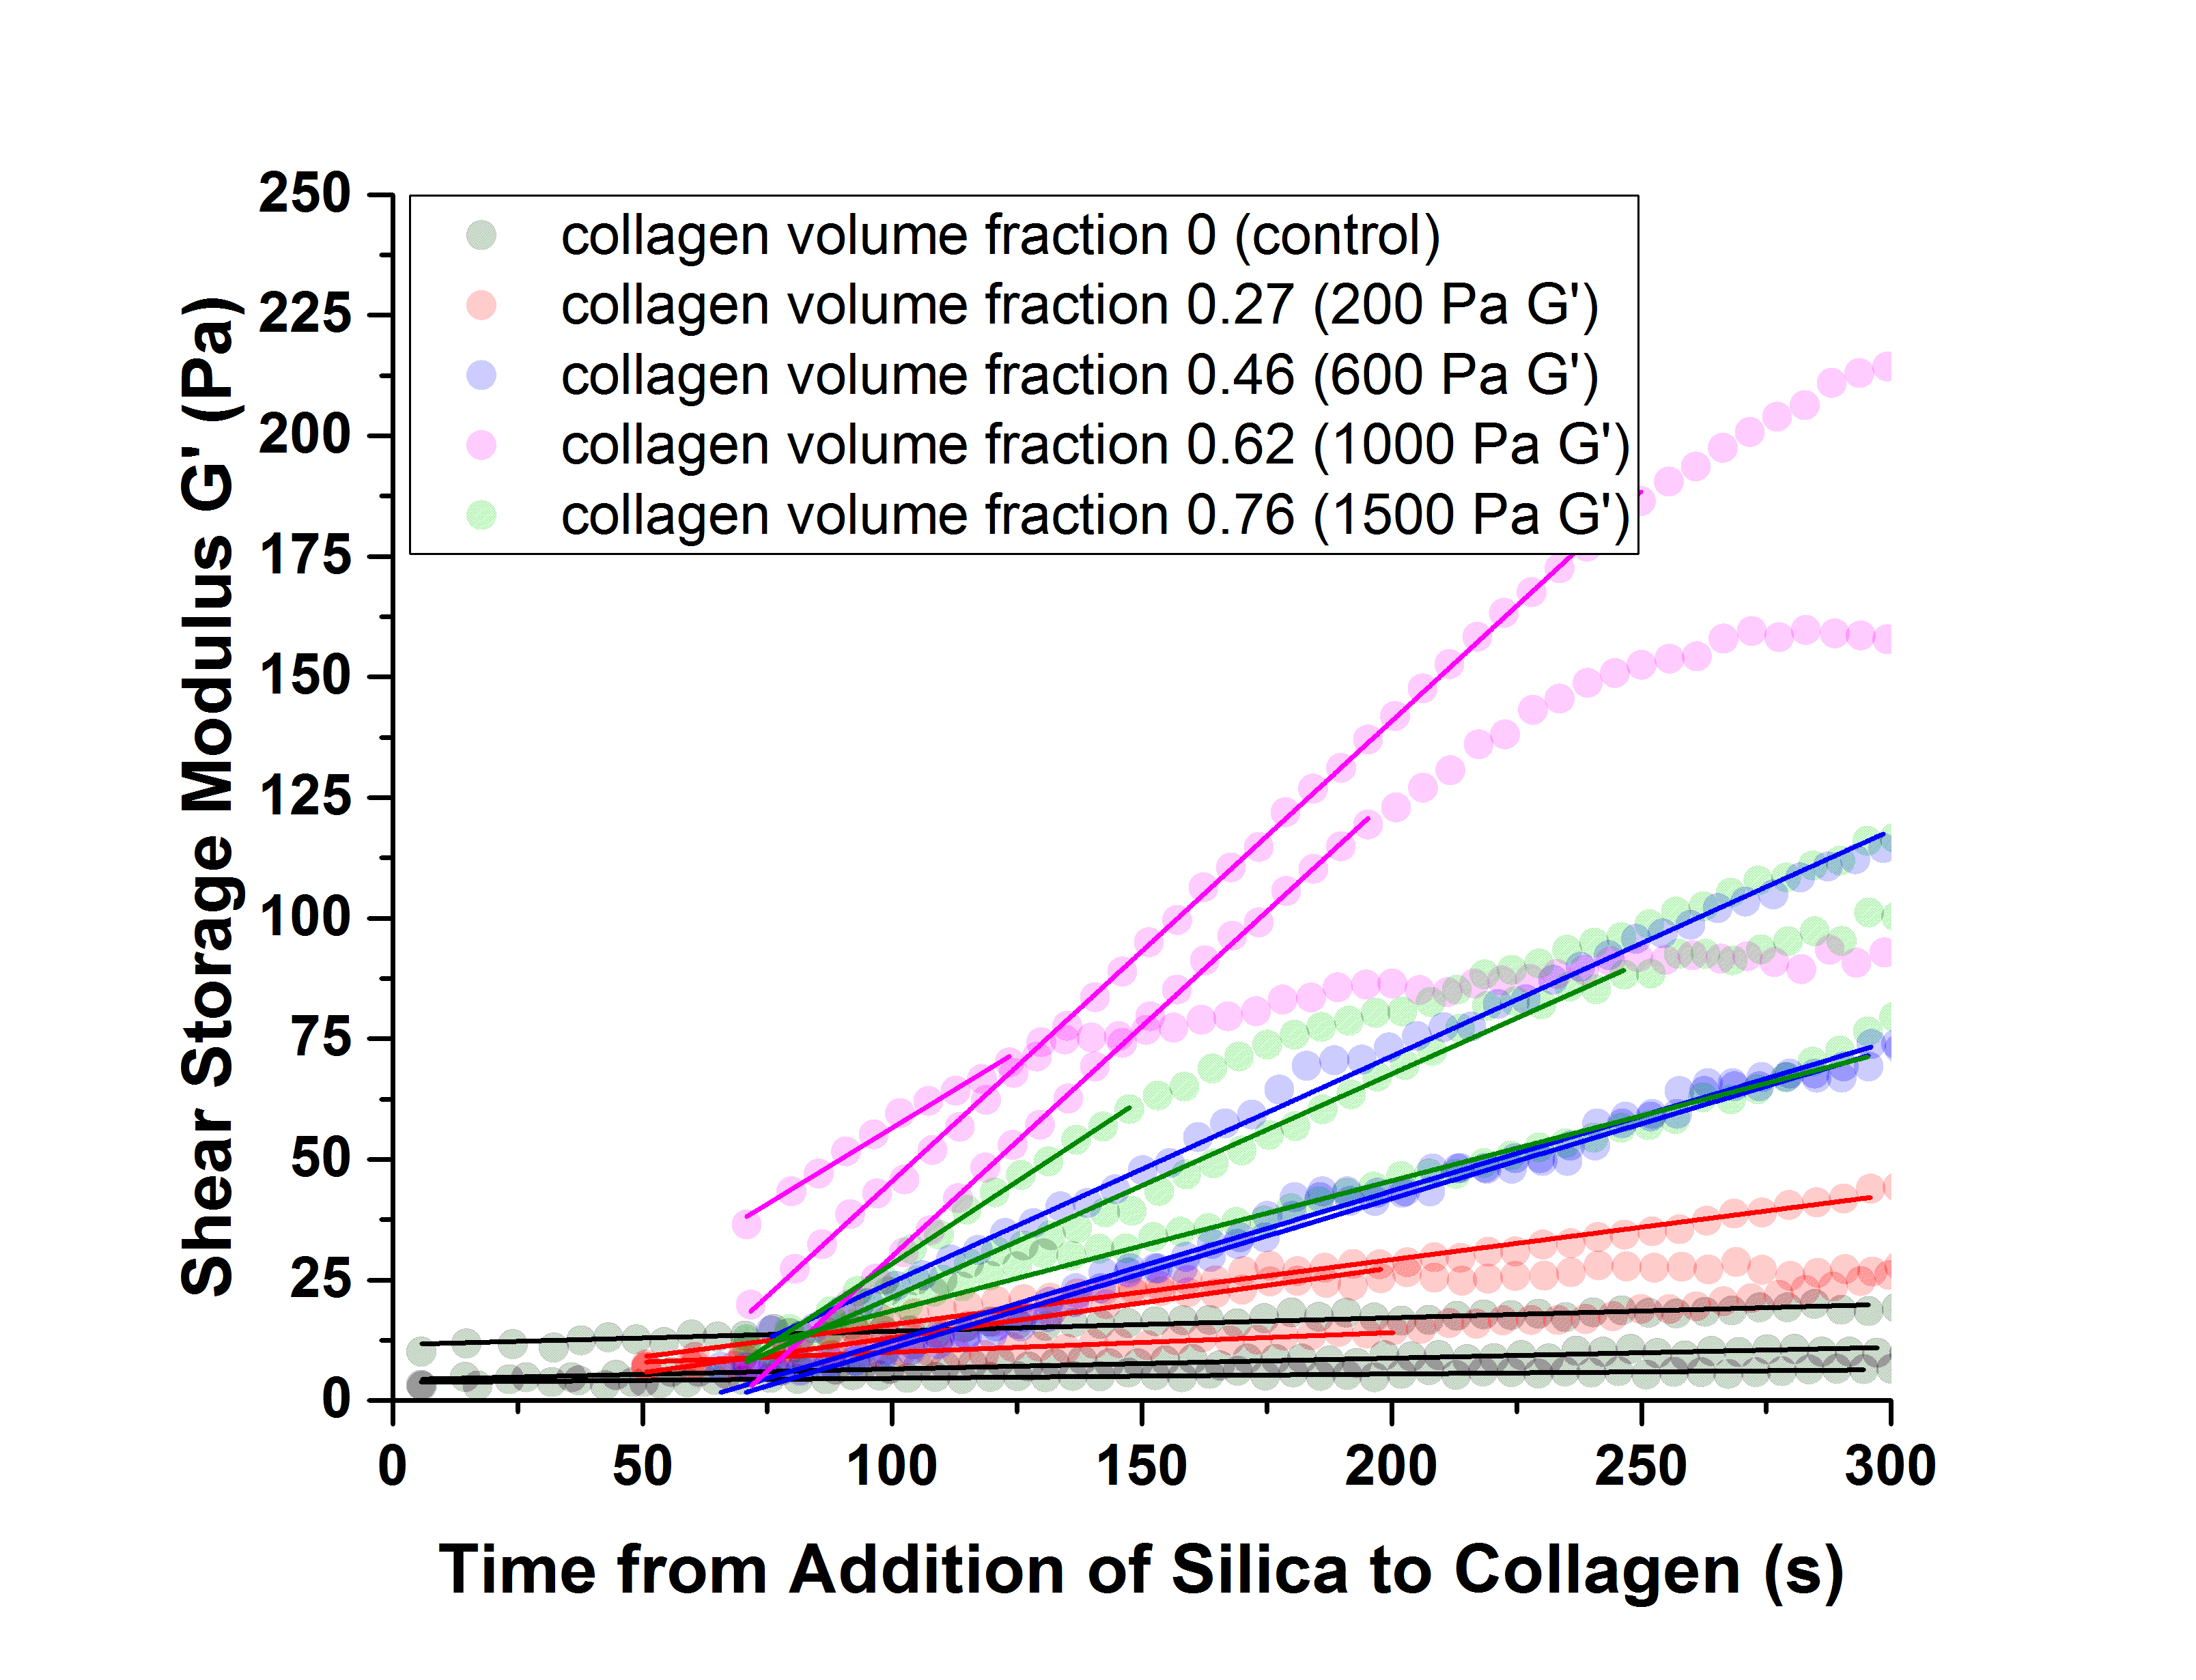 250
225
200
175
150
125
100
75
50
25
0
Shear Storage Modulus G' (Pa)
collagen volume fraction 0 (control)
collagen volume fraction 0.27 (200 Pa G')
collagen volume fraction 0.46 (600 Pa G')
collagen volume fraction 0.62 (1000 Pa G')
collagen volume fraction 0.76 (1500 Pa G')
0 50 100 150 200 250 300
Time from Addition of Silica to Collagen (s)